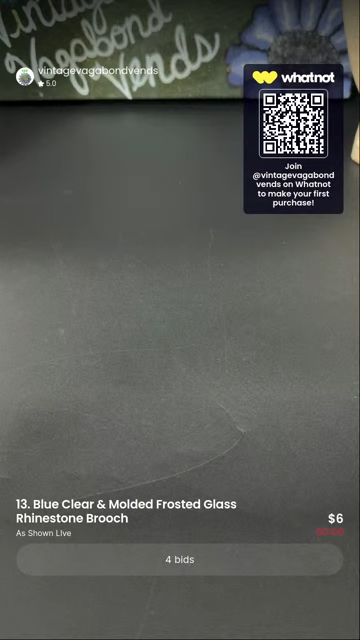 Vintage
Vagabond
Vends
vintagevagabondvends
5.0
whatnot
Join
@vintagevagabond
vends on Whatnot
to make your first
purchase!
13. Blue Clear & Molded Frosted Glass
Rhinestone Brooch
$6
As Shown LIve
4 bids